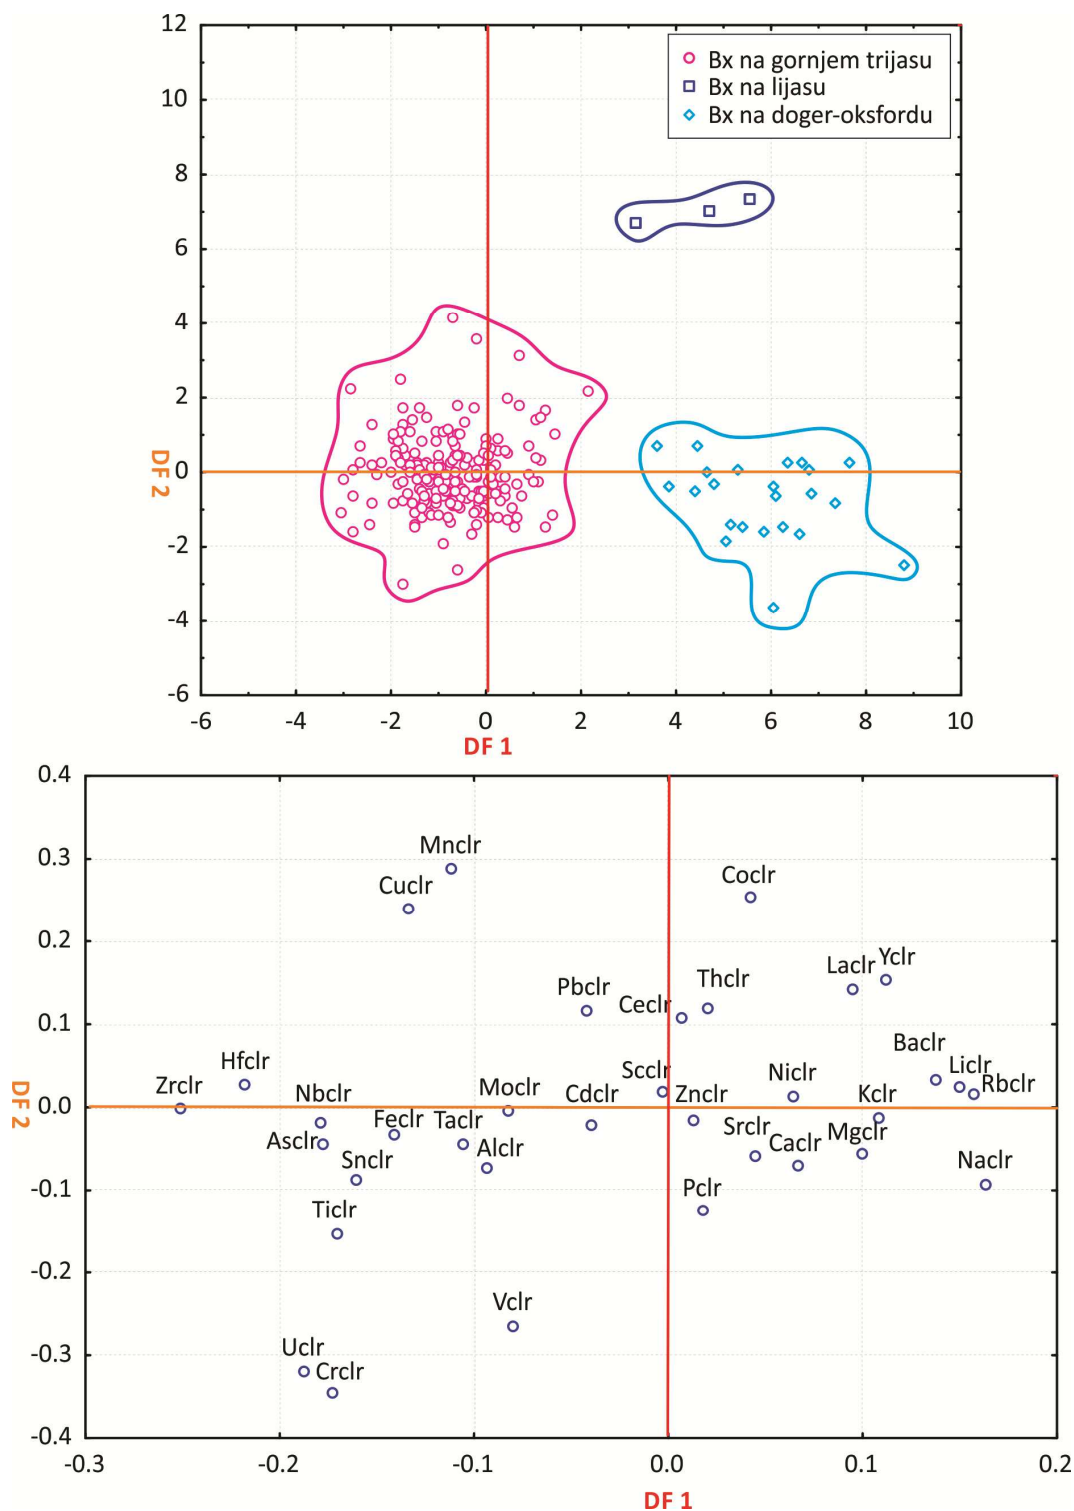 12
10
8
6
4
2
0
-2
-4
-6
DF 2
Bx na gornjem trijasu
Bx na lijasu
Bx na doger-oksfordu
-6 -4 -2 0 2 4 6 8 10
DF 1
0.4
0.3
0.2
0.1
0.0
-0.1
-0.2
-0.3
-0.4
DF 2
Mnclr
Cuclr
Coclr
Laclr
Yclr
Pbclr
Ceclr
Thclr
Baclr
Liclr
Rbclr
Zrclr
Hfclr
Nbclr
Moclr
Cdclr
Scclr
Znclr
Niclr
Kclr
Asclr
Feclr
Taclr
Alclr
Srclr
Caclr
Mgclr
Naclr
Snclr
Ticlr
Pclr
Vclr
Uclr
Crclr
-0.3 -0.2 -0.1 0.0 0.1 0.2
DF 1